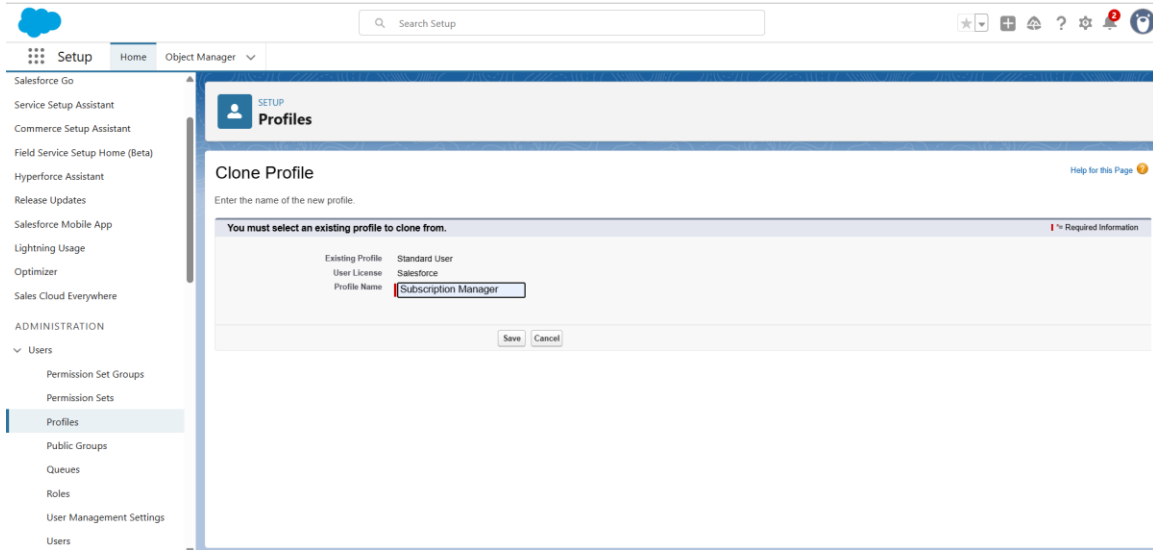 Search Setup
2
Setup Home Object Manager
Salesforce Go
Service Setup Assistant
Commerce Setup Assistant
Field Service Setup Home (Beta)
Hyperforce Assistant
Release Updates
Salesforce Mobile App
Lightning Usage
Optimizer
Sales Cloud Everywhere
ADMINISTRATION
Users
Permission Set Groups
Permission Sets
Profiles
Public Groups
Queues
Roles
User Management Settings
Users
SETUP
Profiles
Clone Profile
Help for this Page ?
Enter the name of the new profile.
You must select an existing profile to clone from. *= Required Information
Existing Profile Standard User
User License Salesforce
Profile Name Subscription Manager
Save Cancel